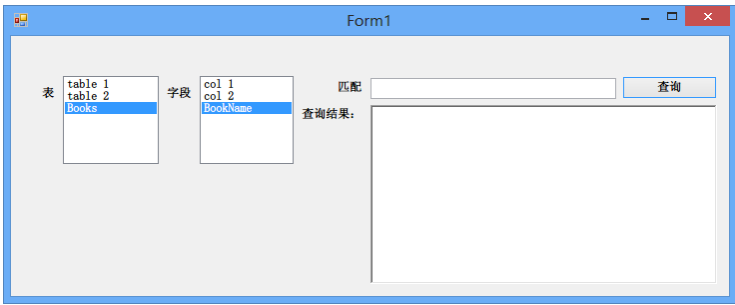 Form1
表
table 1
table 2
Books
字段
col 1
col 2
BookName
匹配
查询
查询结果: